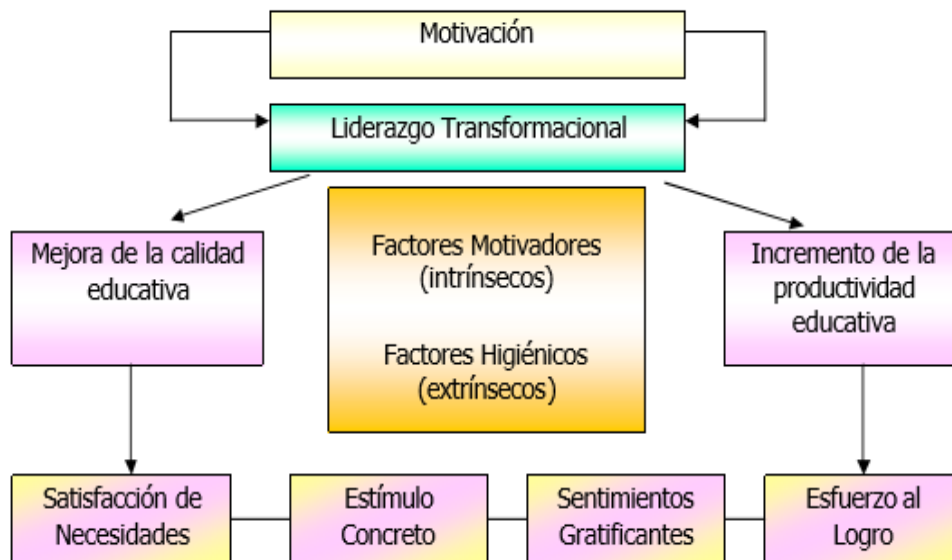 Motivación
Liderazgo Transformacional
Mejora de la calidad
educativa
Factores Motivadores
(intrínsecos)
Factores Higiénicos
(extrínsecos)
Incremento de la
productividad
educativa
Satisfacción de
Necesidades
Estímulo
Concreto
Sentimientos
Gratificantes
Esfuerzo al
Logro